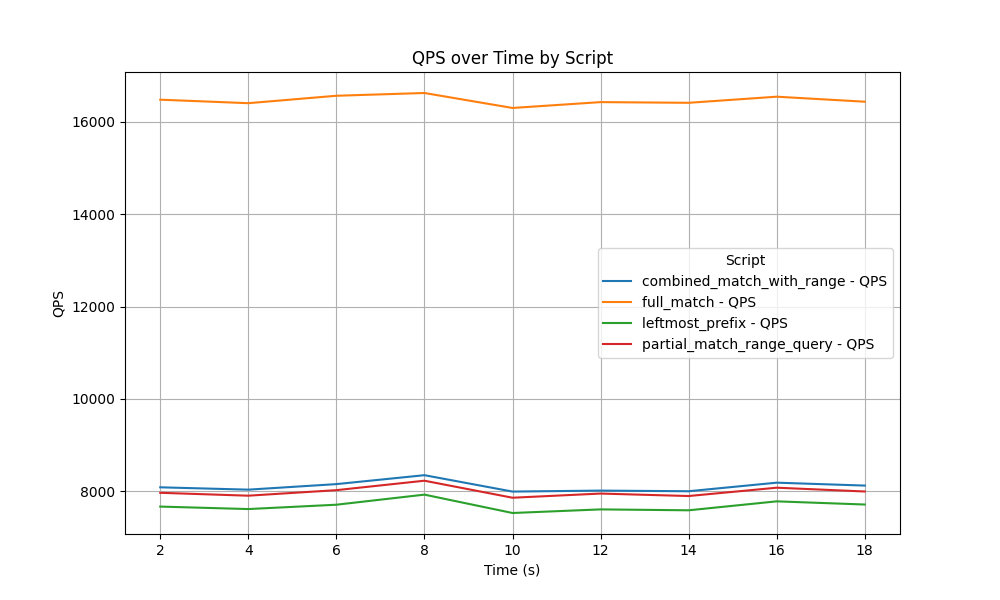 QPS over Time by Script
16000
14000
12000
10000
8000
QPS
Script
combined_match_with_range - QPS
full_match - QPS
leftmost_prefix - QPS
partial_match_range_query - QPS
2 4 6 8 10 12 14 16 18
Time (s)